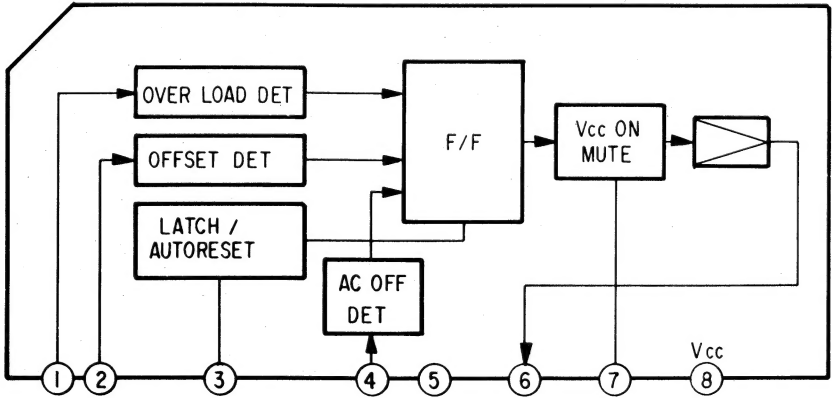 OVER LOAD DET
OFFSET DET
LATCH /
AUTORESET
AC OFF
DET
F/F
Vcc ON
MUTE
Vcc
1 2 3 4 5 6 7 8